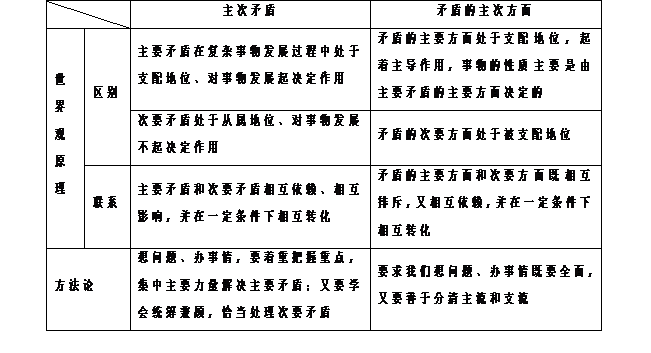 主次矛盾
矛盾的主次方面
世
界
观
原
理
区别
主要矛盾在复杂事物发展过程中处于
支配地位、对事物发展起决定作用
矛盾的主要方面处于支配地位，起
着主导作用，事物的性质主要是由
主要矛盾的主要方面决定的
次要矛盾处于从属地位、对事物发展
不起决定作用
矛盾的次要方面处于被支配地位
联系
主要矛盾和次要矛盾相互依赖、相互
影响，并在一定条件下相互转化
矛盾的主要方面和次要方面既相互
排斥，又相互依赖，并在一定条件下
相互转化
方法论
想问题、办事情，要着重把握重点，
集中主要力量解决主要矛盾；又要学
会统筹兼顾，恰当处理次要矛盾
要求我们想问题、办事情既要全面，
又要善于分清主流和支流